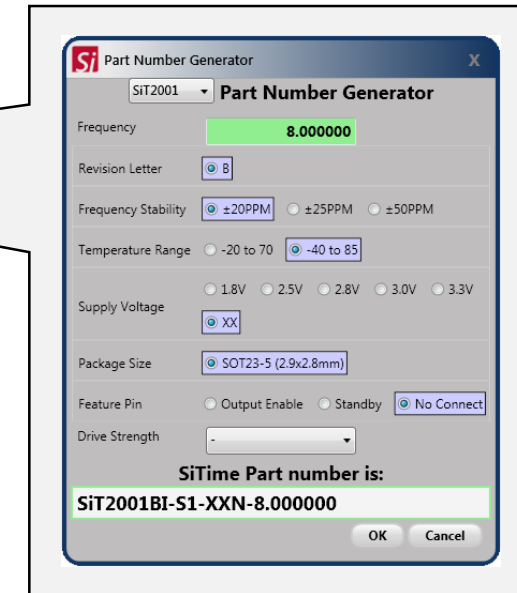 Si Part Number Generator X
SiT2001 Part Number Generator
Frequency 8.000000
Revision Letter B
Frequency Stability ±20PPM ±25PPM ±50PPM
Temperature Range -20 to 70 -40 to 85
1.8V 2.5V 2.8V 3.0V 3.3V
Supply Voltage
XX
Package Size SOT23-5 (2.9x2.8mm)
Feature Pin Output Enable Standby No Connect
Drive Strength -
SiTime Part number is:
SiT2001BI-S1-XXN-8.000000
OK Cancel